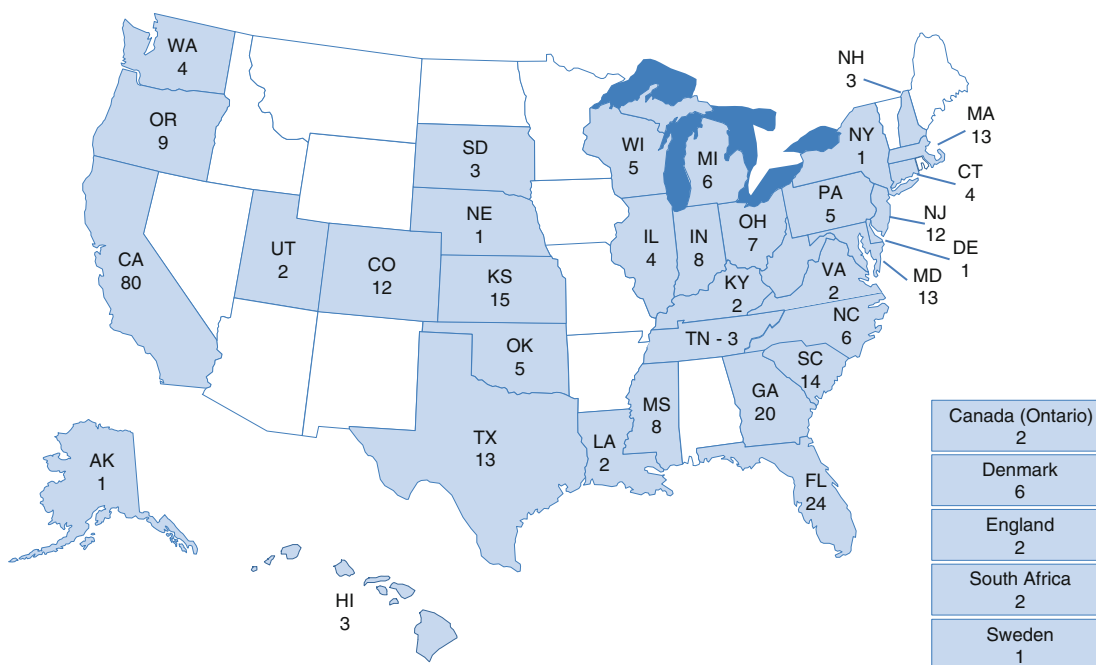 WA
4
OR
9
CA
80
UT
2
CO
12
SD
3
NE
1
KS
15
OK
5
TX
13
WI
5
MI
6
IL
4
IN
8
OH
7
KY
2
TN - 3
MS
8
LA
2
GA
20
FL
24
SC
14
NC
6
VA
2
PA
5
NY
1
NH
3
MA
13
CT
4
NJ
12
DE
1
MD
13
AK
1
HI
3
Canada (Ontario)
2
Denmark
6
England
2
South Africa
2
Sweden
1